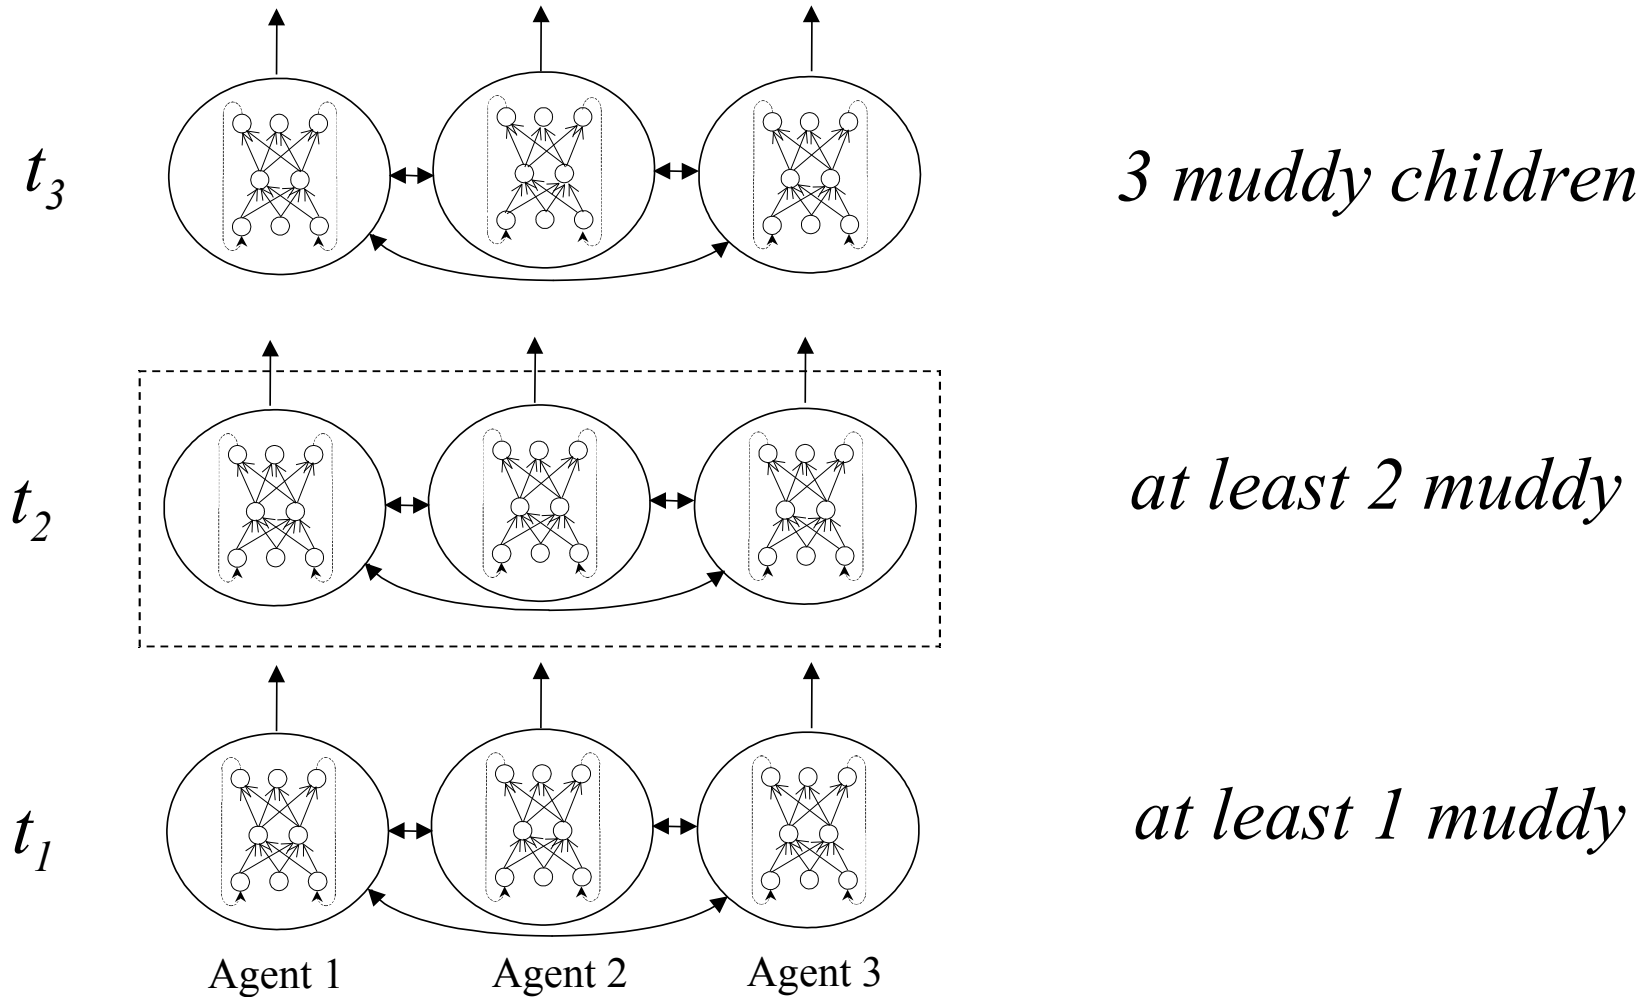 t3 3 muddy children
t2 at least 2 muddy
t1 at least 1 muddy
Agent 1 Agent 2 Agent 3